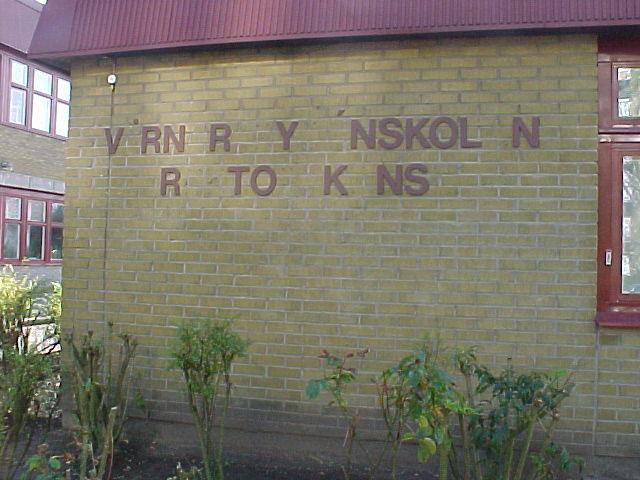 V RN R Y NSKOL N
R TO K NS